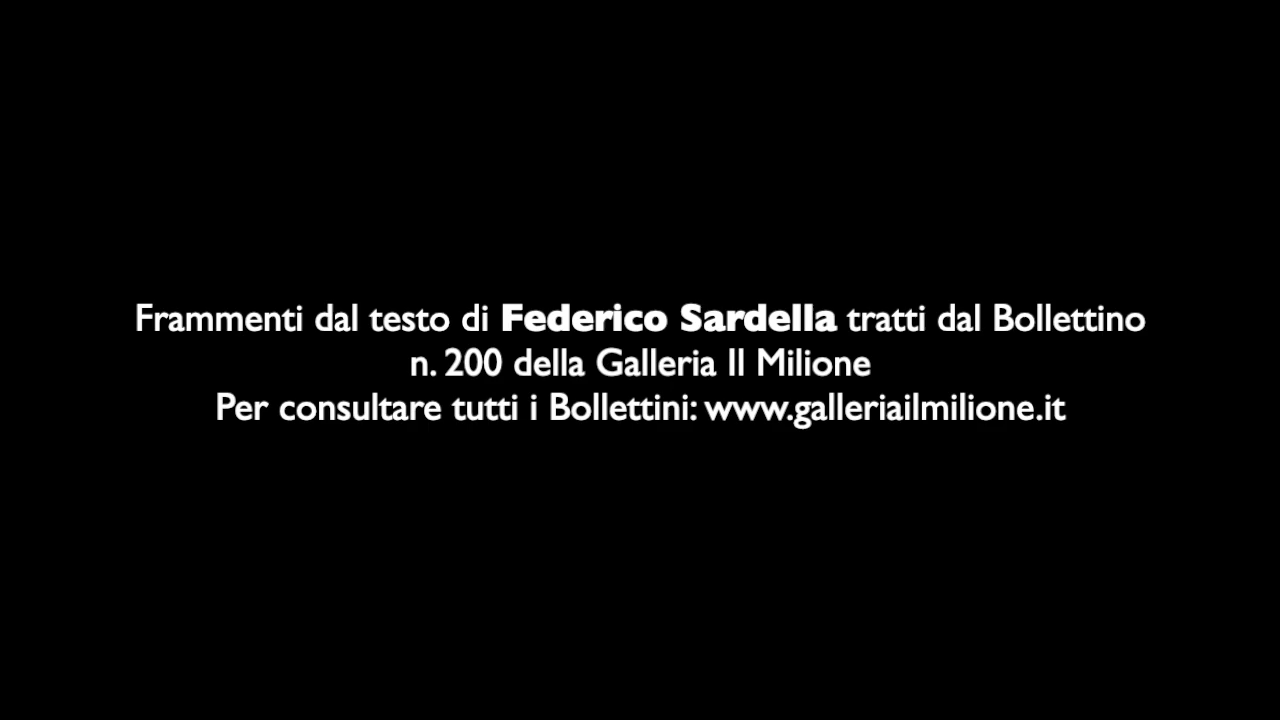 Frammenti dal testo di Federico Sardella tratti dal Bollettino
n. 200 della Galleria Il Milione
Per consultare tutti i Bollettini: www.galleriailmilione.it